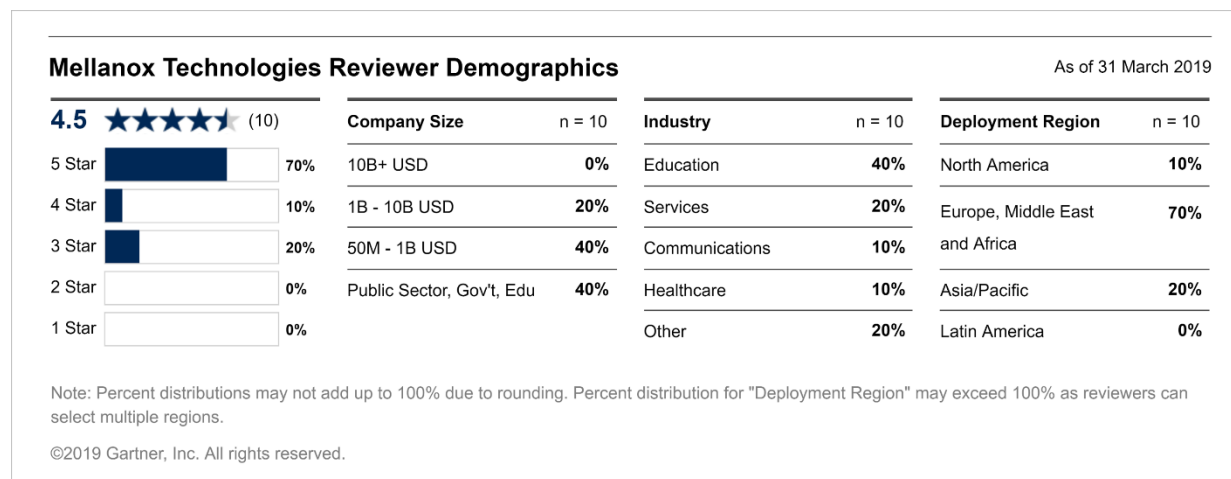 Mellanox Technologies Reviewer Demographics
As of 31 March 2019
4.5 (10)
5 Star 70%
4 Star 10%
3 Star 20%
2 Star 0%
1 Star 0%
Company Size n = 10
10B+ USD 0%
1B - 10B USD 20%
50M - 1B USD 40%
Public Sector, Gov't, Edu 40%
Industry n = 10
Education 40%
Services 20%
Communications 10%
Healthcare 10%
Other 20%
Deployment Region n = 10
North America 10%
Europe, Middle East 70%
and Africa
Asia/Pacific 20%
Latin America 0%
Note: Percent distributions may not add up to 100% due to rounding. Percent distribution for "Deployment Region" may exceed 100% as reviewers can
select multiple regions.
©2019 Gartner, Inc. All rights reserved.